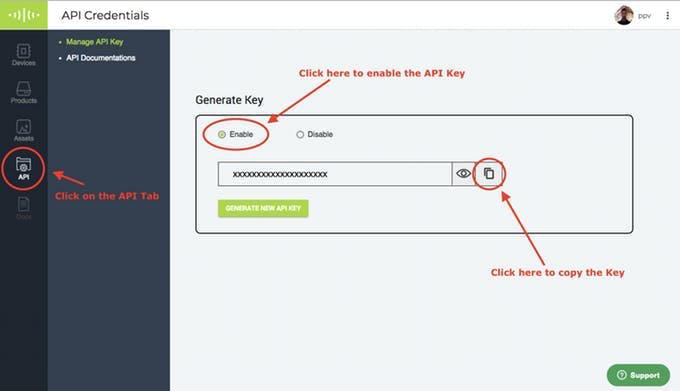 API Credentials
ppv
Devices
Products
Assets
API
Docs
Manage API Key
API Documentations
Click here to enable the API Key
Generate Key
Enable
Disable
xxxxxxxxxxxxxxxxxxxx
GENERATE NEW API KEY
Click on the API Tab
Click here to copy the Key
Support